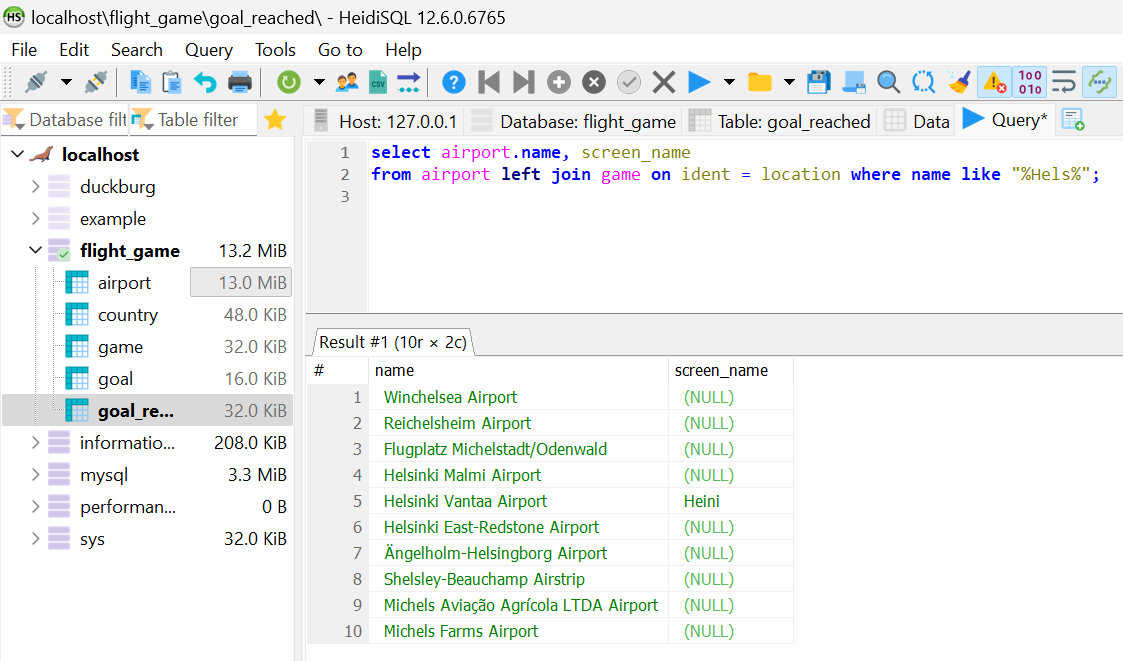 HS localhost\flight_game\goal_reached\ - HeidiSQL 12.6.0.6765
File Edit Search Query Tools Go to Help
CSV ? 100 010
Database filt Table filter Host: 127.0.0.1 Database: flight_game Table: goal_reached Data Query*
localhost
duckburg
example
flight_game 13.2 MiB
airport 13.0 MiB
country 48.0 KiB
game 32.0 KiB
goal 16.0 KiB
goal_re... 32.0 KiB
informatio... 208.0 KiB
mysql 3.3 MiB
performan... 0 B
sys 32.0 KiB
1 select airport.name, screen_name
2 from airport left join game on ident = location where name like "%Hels%";
3
Result #1 (10r × 2c)
# name screen_name
1 Winchelsea Airport (NULL)
2 Reichelsheim Airport (NULL)
3 Flugplatz Michelstadt/Odenwald (NULL)
4 Helsinki Malmi Airport (NULL)
5 Helsinki Vantaa Airport Heini
6 Helsinki East-Redstone Airport (NULL)
7 Ängelholm-Helsingborg Airport (NULL)
8 Shelsley-Beauchamp Airstrip (NULL)
9 Michels Aviação Agrícola LTDA Airport (NULL)
10 Michels Farms Airport (NULL)